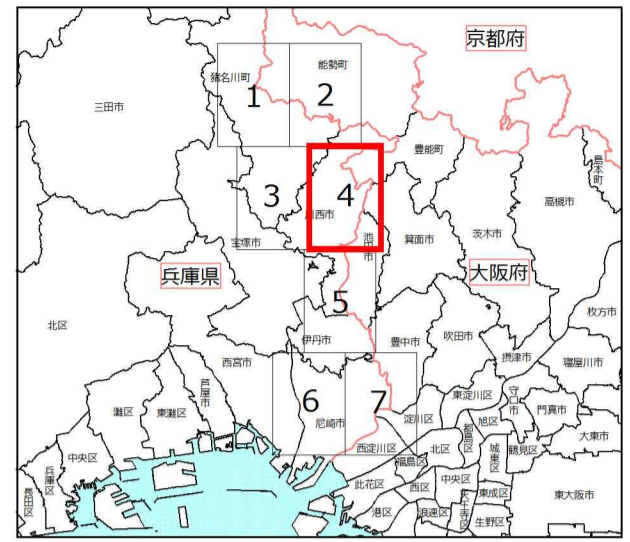 京都府
能勢町
猪名川町
1
2
三田市
豊能町
島本町
高槻市
3
4
川西市
池田市
箕面市
茨木市
宝塚市
兵庫県
大阪府
5
枚方市
北区
伊丹市
豊中市
吹田市
摂津市
寝屋川市
西宮市
芦屋市
6
7
尼崎市
東淀川区
守口市
門真市
灘区
東灘区
淀川区
旭区
都島区
大東市
西淀川区
北区
城東区
鶴見区
中央区
福島区
兵庫区
此花区
西区
中央区
東成区
東大阪市
長田区
港区
浪速区
天王寺区
生野区